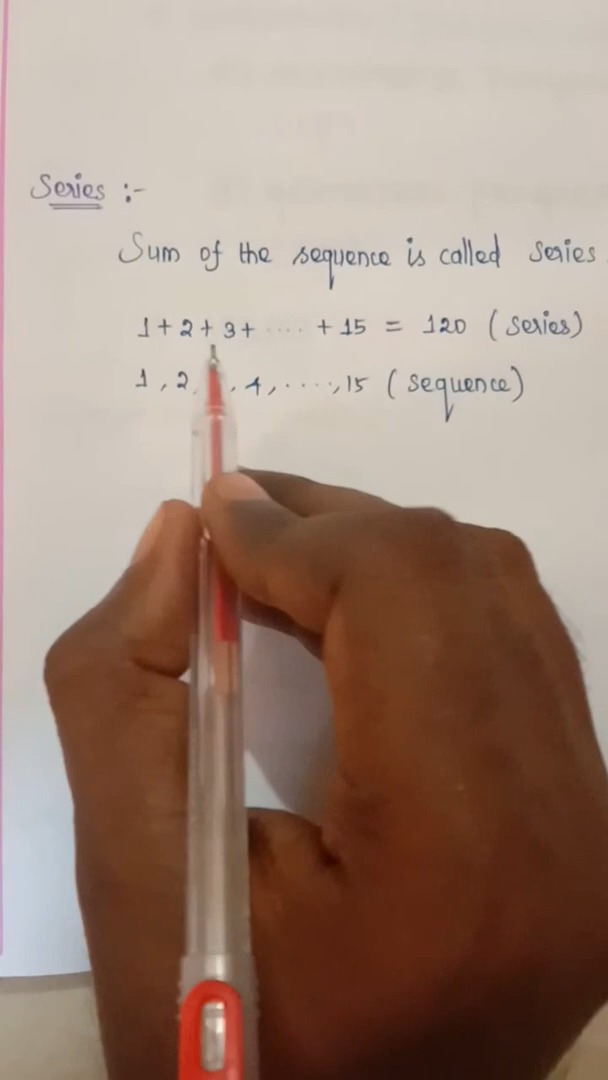 Series :-
Sum of the sequence is called series
1 + 2 + 3 + .... + 15 = 120 (series)
1, 2, , 4, ....., 15 (sequence)